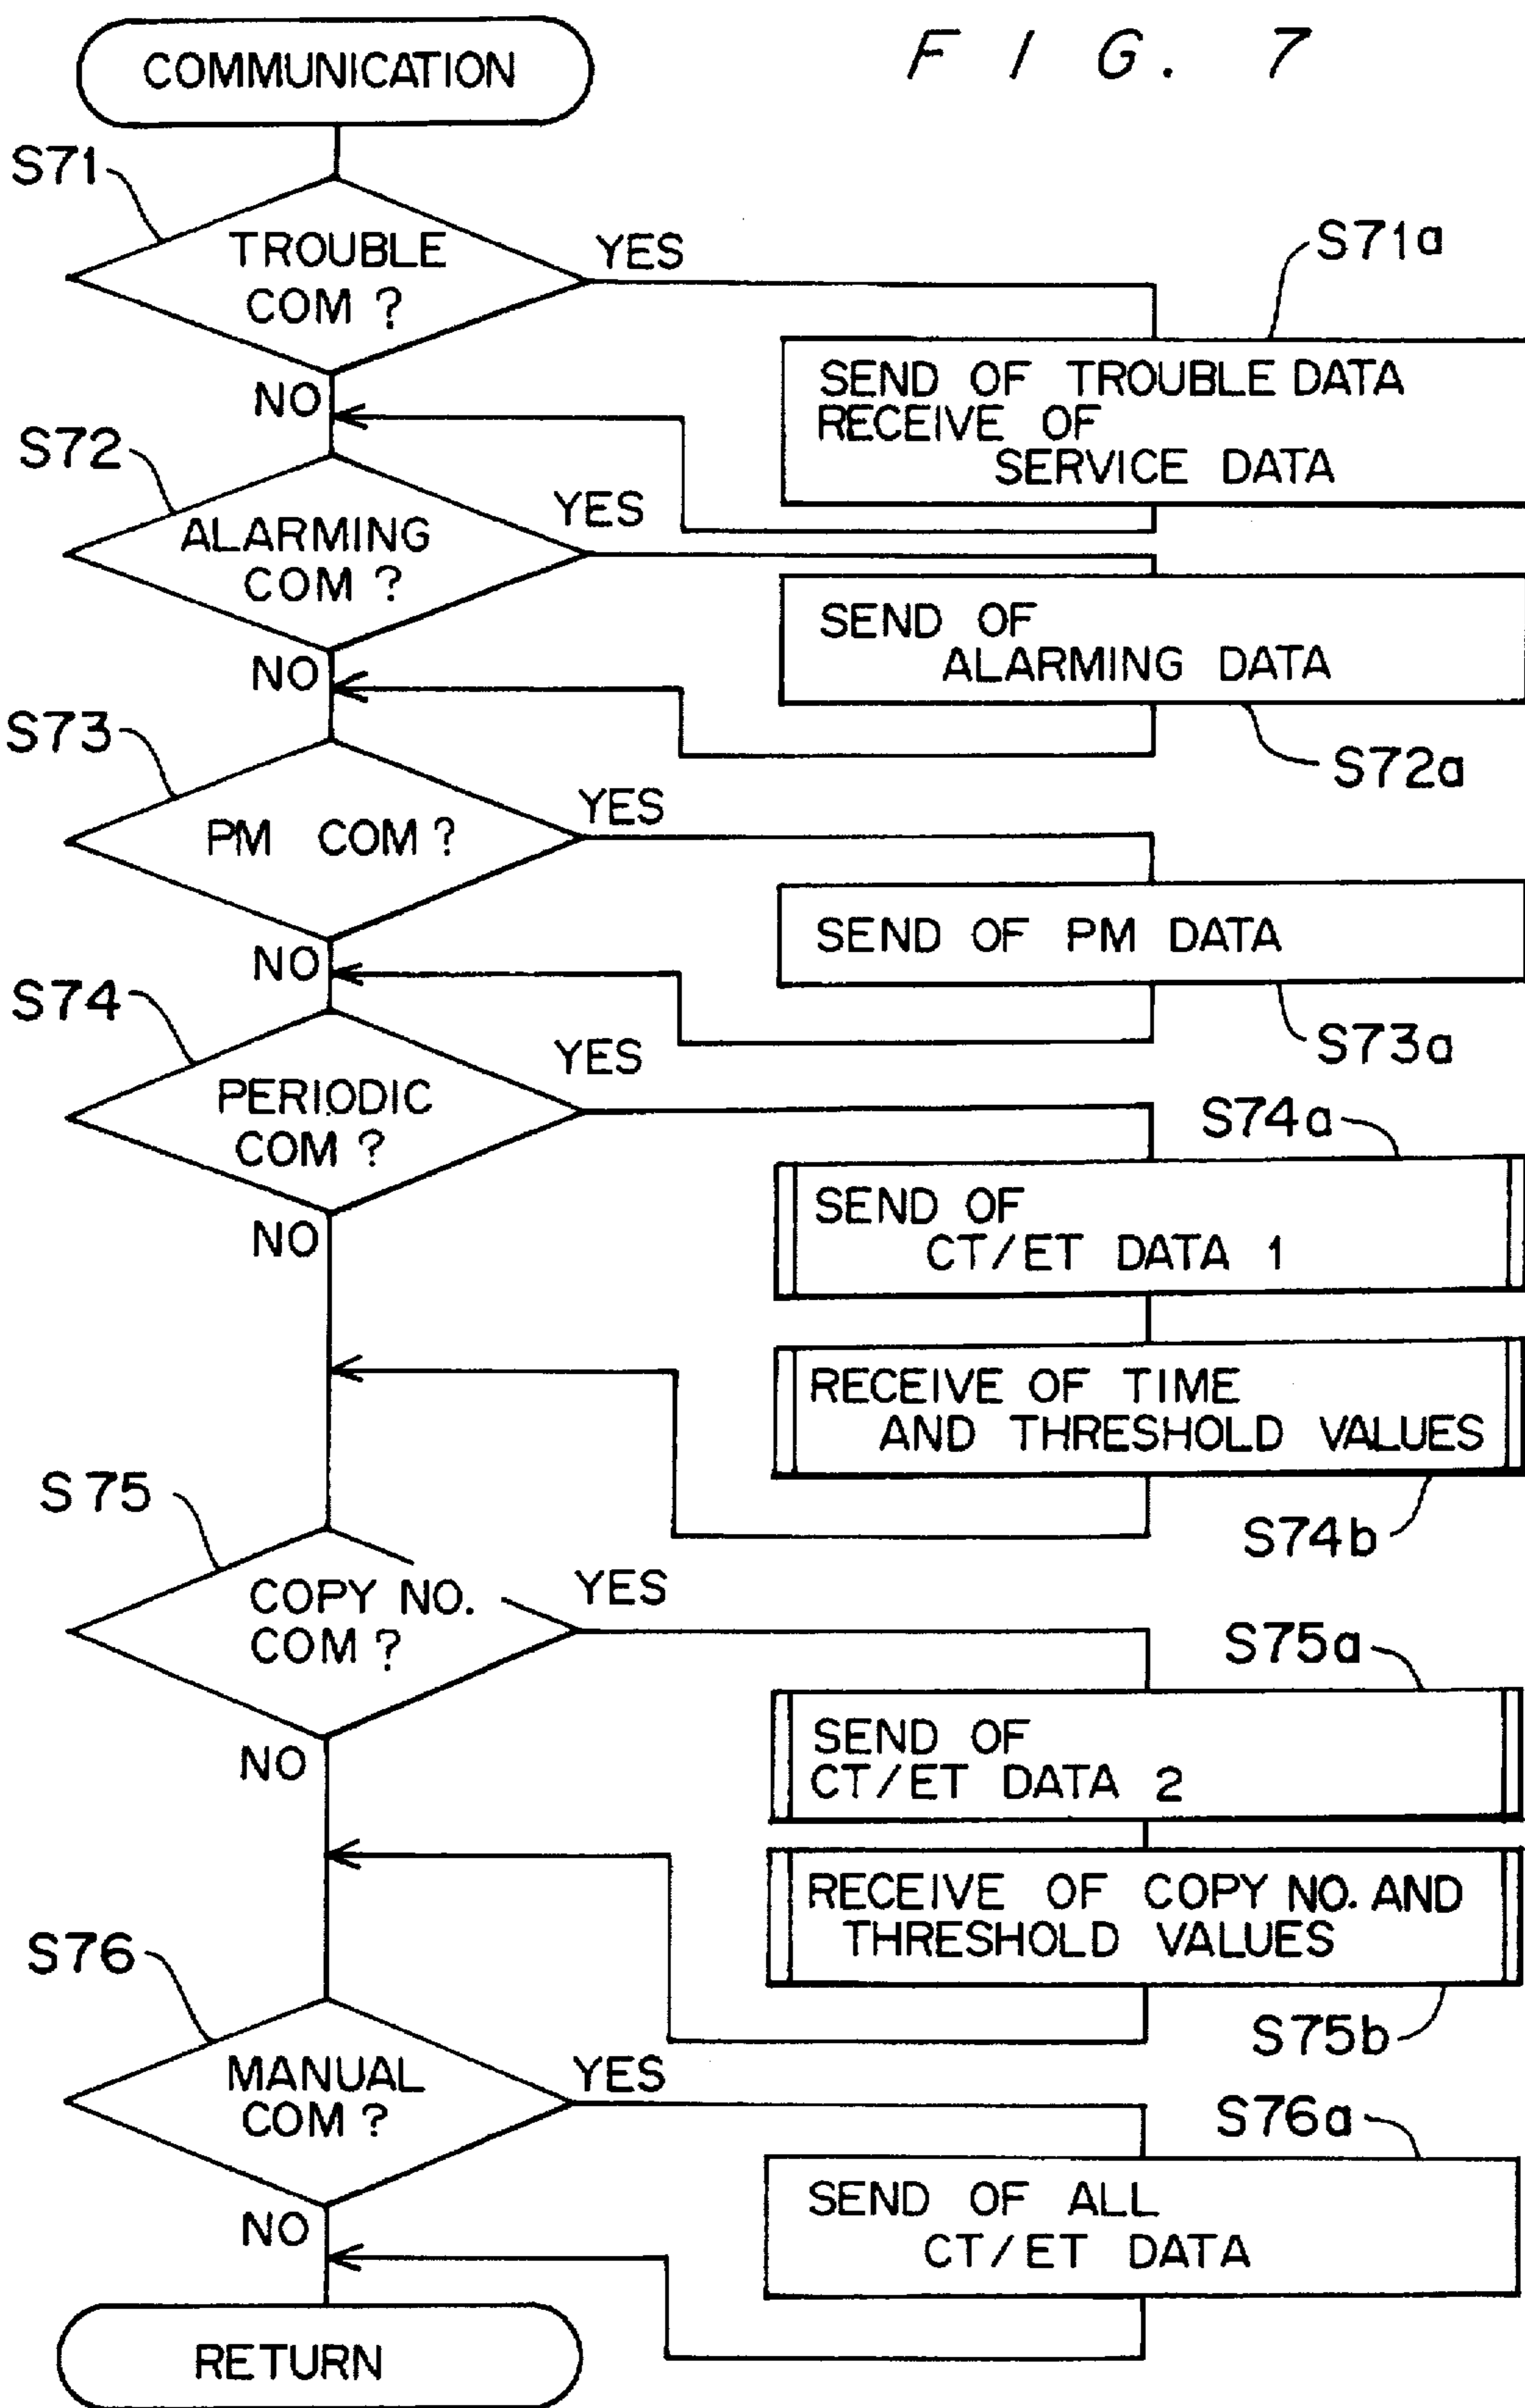 FIG. 7
COMMUNICATION
S71
TROUBLE
COM ?
YES
NO
S71a
SEND OF TROUBLE DATA
RECEIVE OF
SERVICE DATA
S72
ALARMING
COM ?
YES
NO
SEND OF
ALARMING DATA
S72a
S73
PM COM ?
YES
NO
SEND OF PM DATA
S73a
S74
PERIODIC
COM ?
YES
NO
S74a
SEND OF
CT/ET DATA 1
RECEIVE OF TIME
AND THRESHOLD VALUES
S74b
S75
COPY NO.
COM ?
YES
NO
S75a
SEND OF
CT/ET DATA 2
RECEIVE OF COPY NO. AND
THRESHOLD VALUES
S75b
S76
MANUAL
COM ?
YES
NO
S76a
SEND OF ALL
CT/ET DATA
RETURN